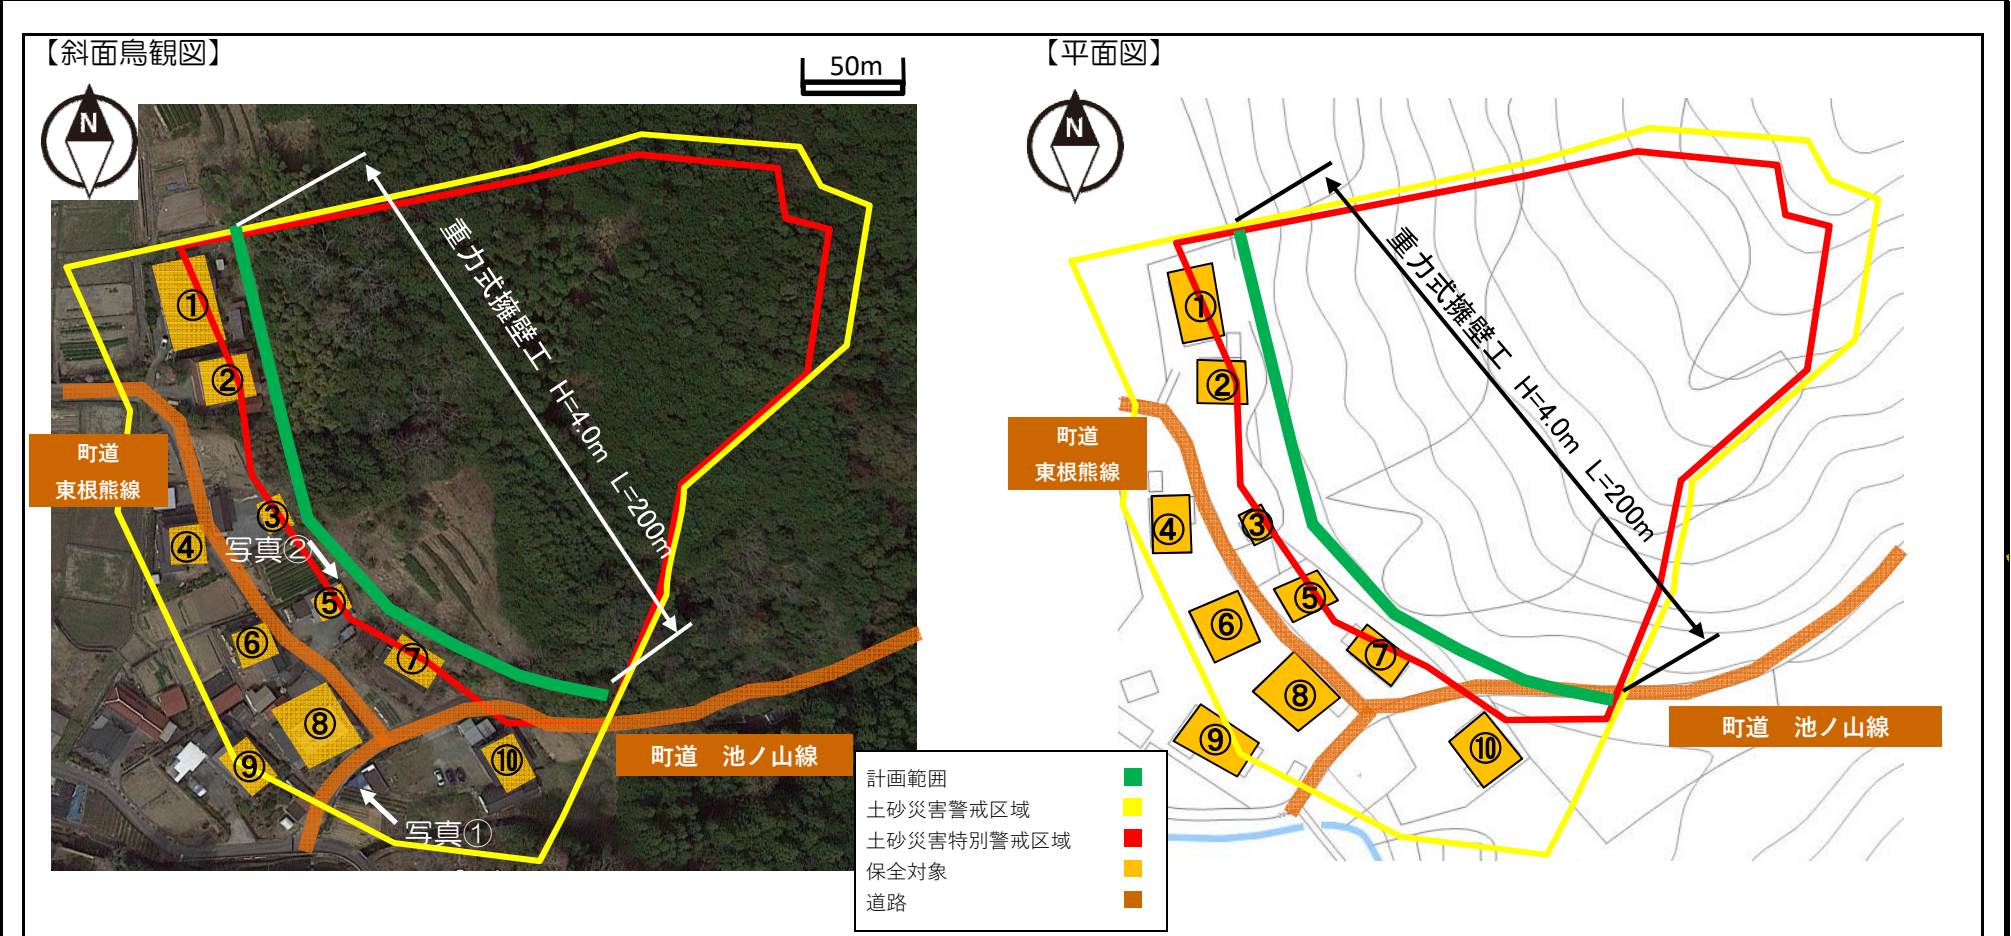 【斜面鳥観図】
50m
N
重力式擁壁工 H=4.0m L=200m
①
②
③
写真②
④
⑤
⑥
⑦
⑧
⑨
⑩
写真①
町道
東根熊線
町道 池ノ山線
【平面図】
N
重力式擁壁工 H=4.0m L=200m
①
②
③
④
⑤
⑥
⑦
⑧
⑨
⑩
町道
東根熊線
町道 池ノ山線
計画範囲
土砂災害警戒区域
土砂災害特別警戒区域
保全対象
道路